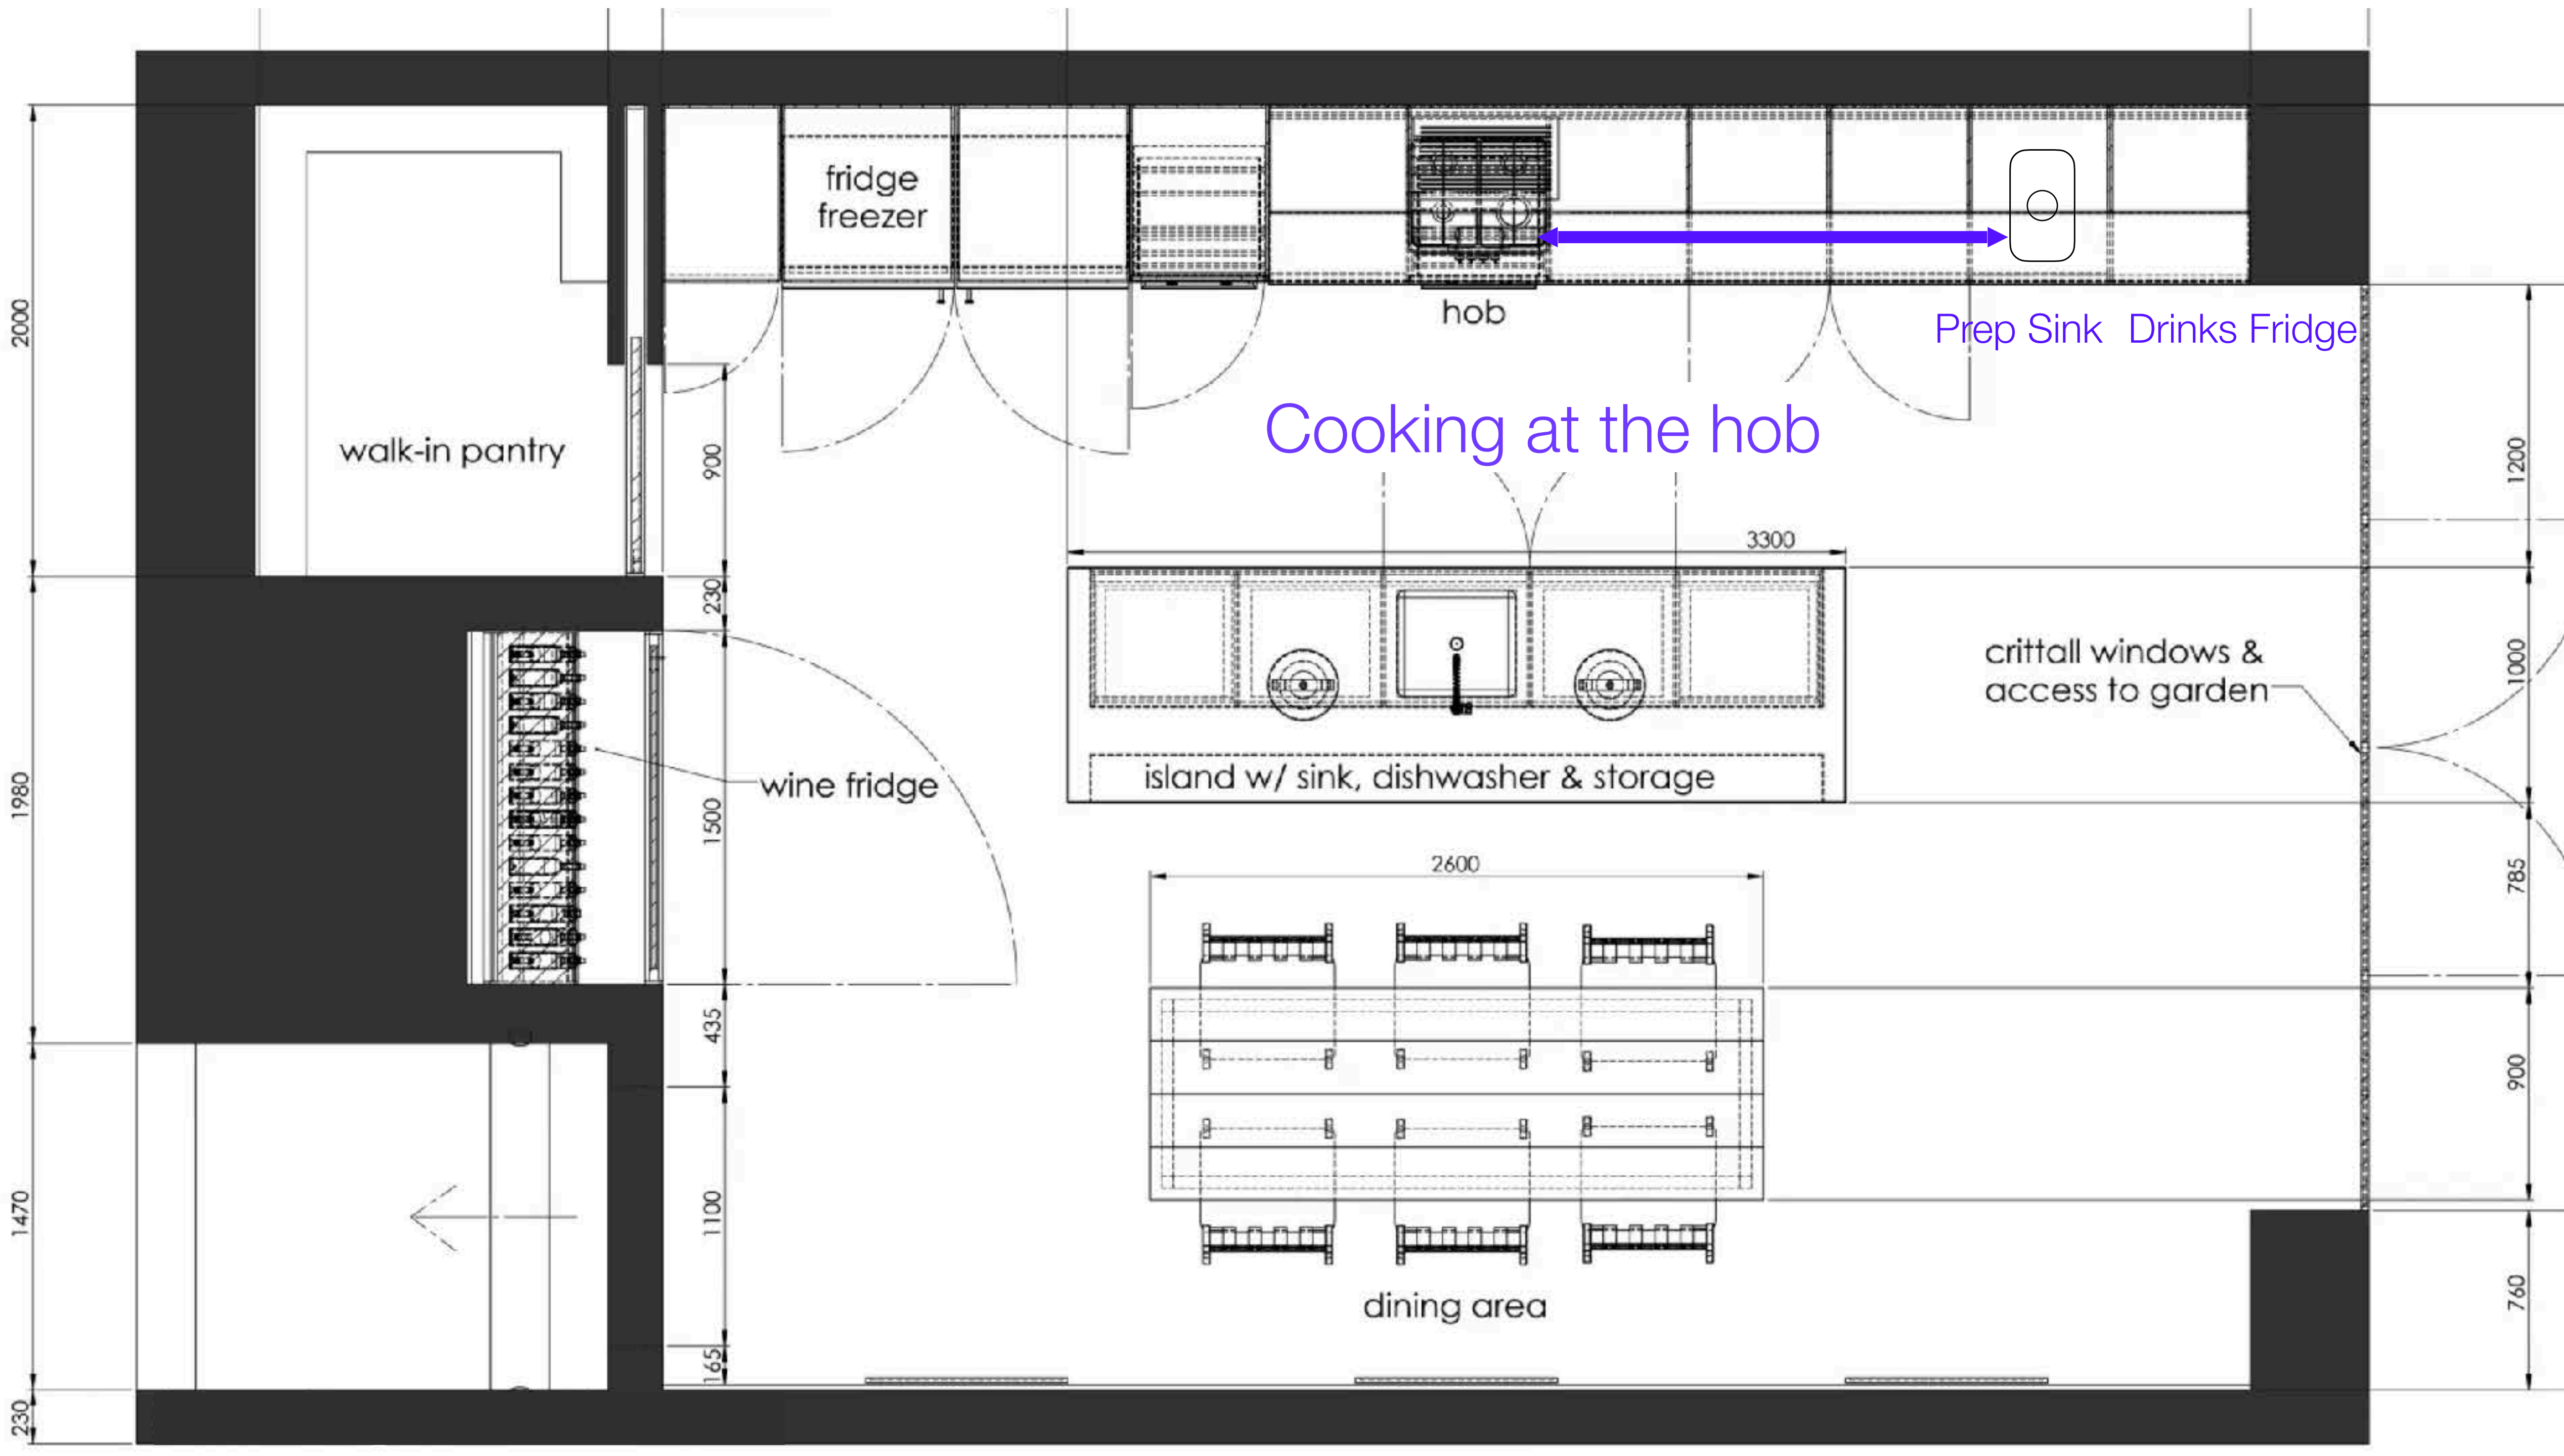 fridge
freezer
hob
Prep Sink Drinks Fridge
Cooking at the hob
walk-in pantry
2000
900
1200
3300
230
1000
crittall windows &
access to garden
wine fridge
island w/ sink, dishwasher & storage
1980
1500
785
2600
435
900
1470
1100
760
dining area
165
230